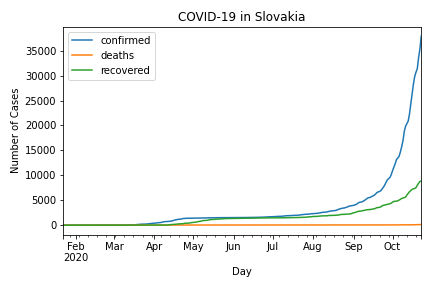 COVID-19 in Slovakia
confirmed
deaths
recovered
Number of Cases
35000
30000
25000
20000
15000
10000
5000
0
Feb Mar Apr May Jun Jul Aug Sep Oct
2020
Day